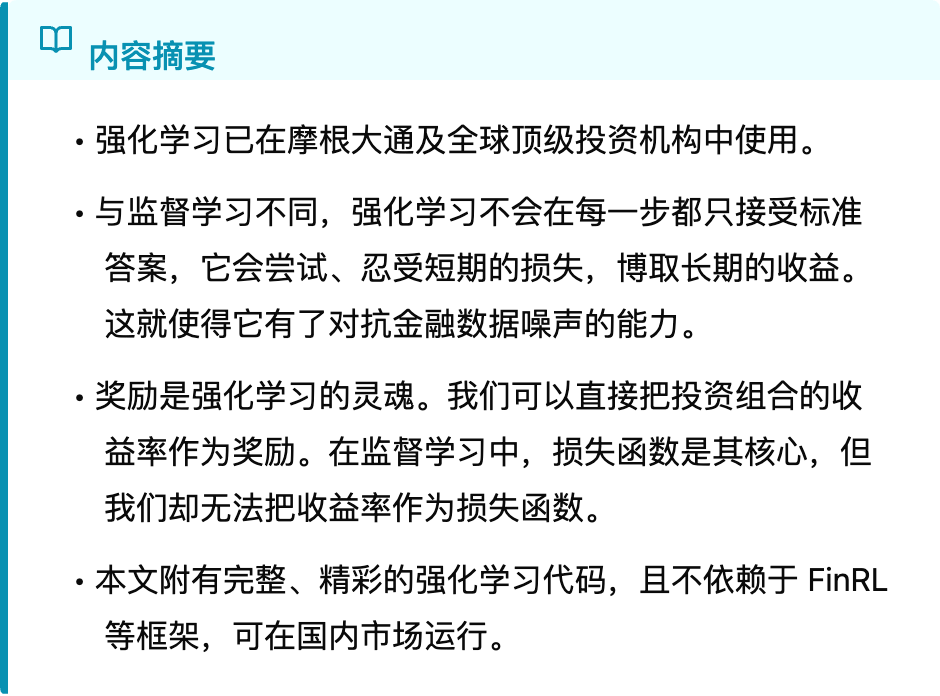 内容摘要
• 强化学习已在摩根大通及全球顶级投资机构中使用。
• 与监督学习不同，强化学习不会在每一步都只接受标准
答案，它会尝试、忍受短期的损失，博取长期的收益。
这就使得它有了对抗金融数据噪声的能力。
• 奖励是强化学习的灵魂。我们可以直接把投资组合的收
益率作为奖励。在监督学习中，损失函数是其核心，但
我们却无法把收益率作为损失函数。
• 本文附有完整、精彩的强化学习代码，且不依赖于 FinRL
等框架，可在国内市场运行。